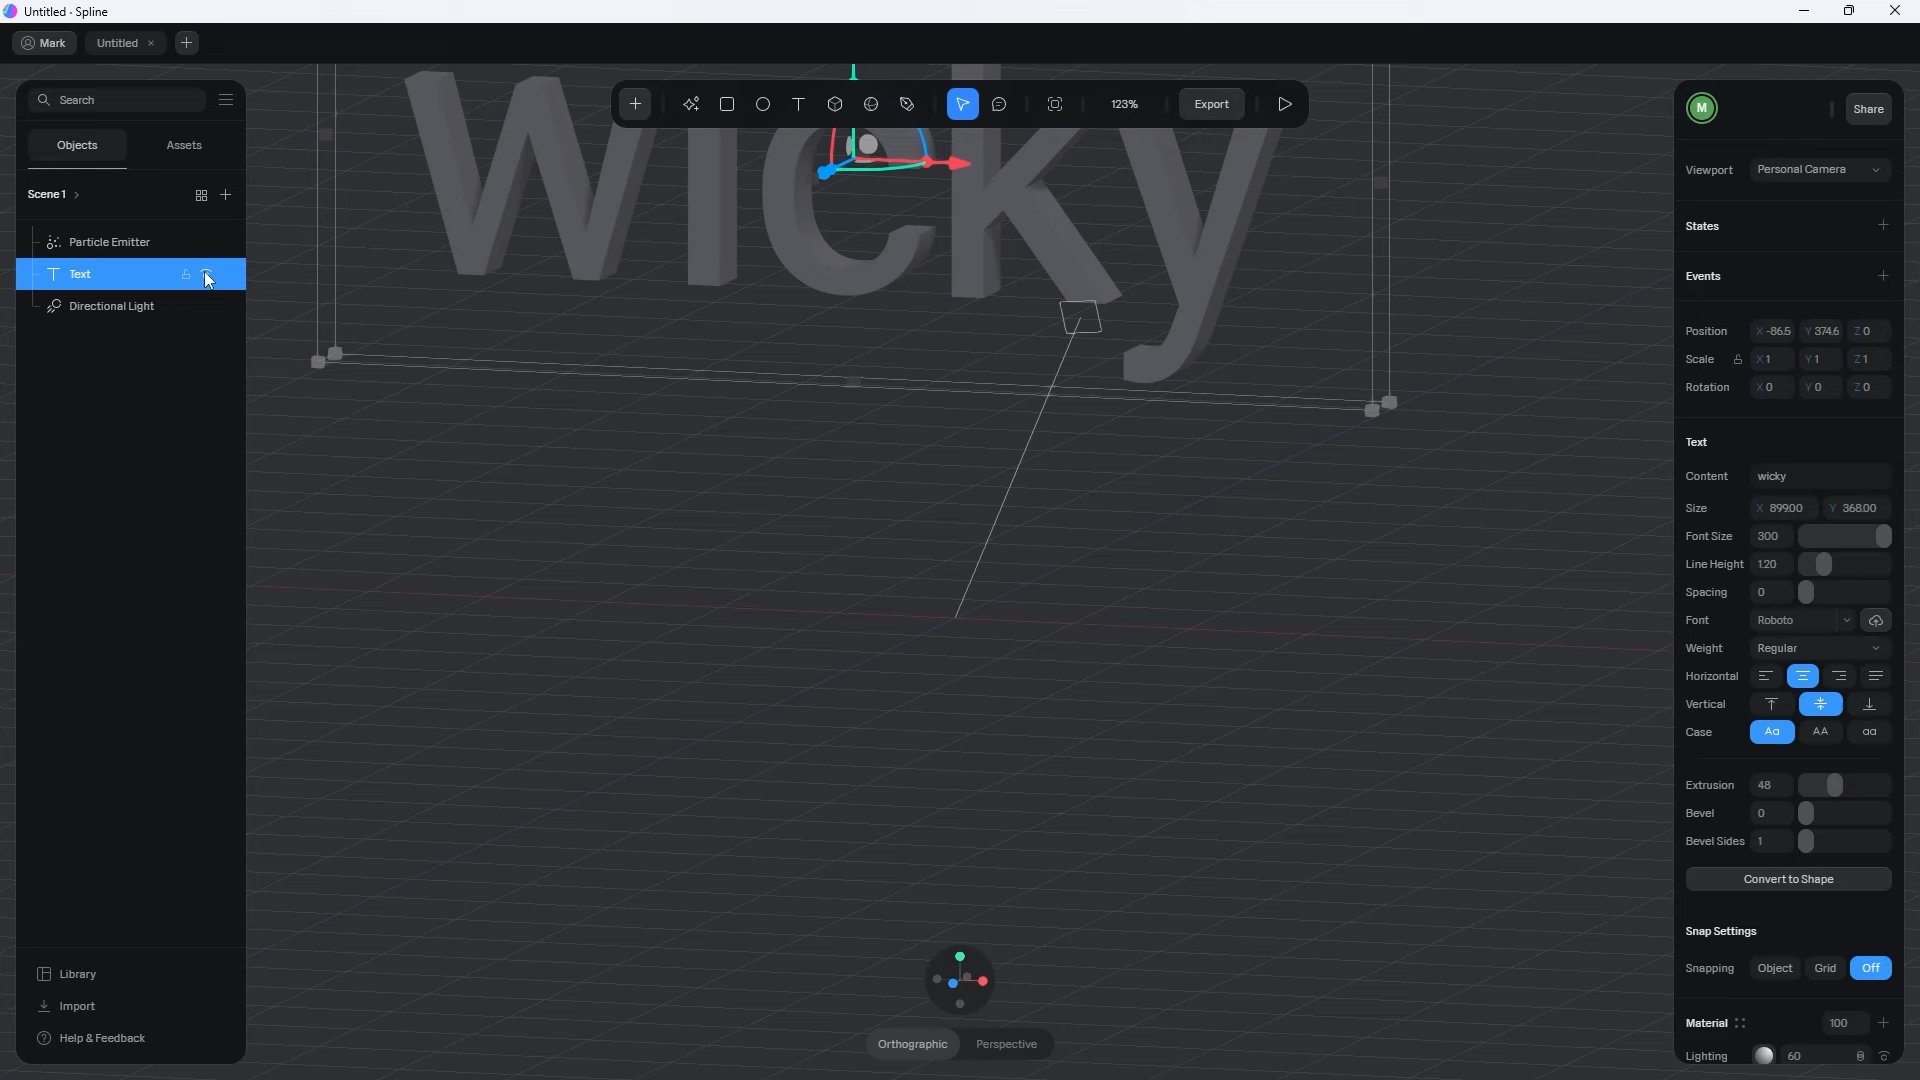 Untitled - Spline
Mark
Untitled
Search
Objects
Assets
Scene 1
Particle Emitter
Text
Directional Light
Library
Import
Help & Feedback
wicky
123%
Export
Orthographic
Perspective
M
Share
Viewport
Personal Camera
States
Events
Position X -86.5 Y 374.6 Z 0
Scale X 1 Y 1 Z 1
Rotation X 0 Y 0 Z 0
Text
Content wicky
Size X 899.00 Y 368.00
Font Size 300
Line Height 1.20
Spacing 0
Font Roboto
Weight Regular
Horizontal
Vertical
Case Aa AA aa
Extrusion 48
Bevel 0
Bevel Sides 1
Convert to Shape
Snap Settings
Snapping Object Grid Off
Material 100
Lighting 60